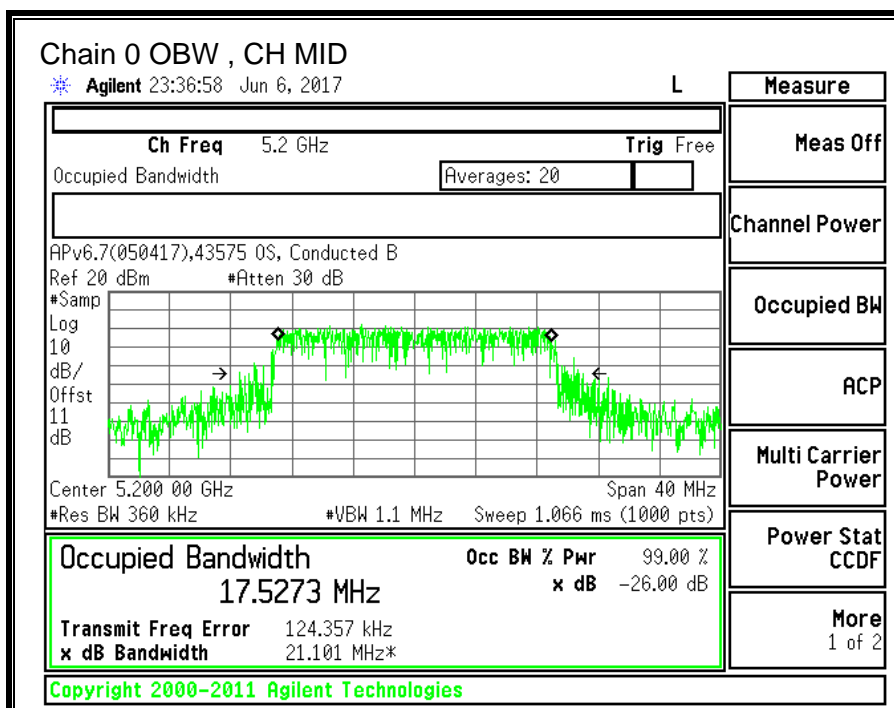 Chain 0 OBW , CH MID
Agilent 23:36:58 Jun 6, 2017 L
Measure
Ch Freq 5.2 GHz Trig Free
Occupied Bandwidth Averages: 20
Meas Off
Channel Power
APv6.7(050417),43575 OS, Conducted B
Ref 20 dBm #Atten 30 dB
#Samp
Log
10
dB/
Offst
11
dB
Occupied BW
ACP
Center 5.200 00 GHz Span 40 MHz
#Res BW 360 kHz #VBW 1.1 MHz Sweep 1.066 ms (1000 pts)
Multi Carrier
Power
Occupied Bandwidth Occ BW % Pwr 99.00 %
17.5273 MHz x dB -26.00 dB
Transmit Freq Error 124.357 kHz
x dB Bandwidth 21.101 MHz*
Power Stat
CCDF
More
1 of 2
Copyright 2000-2011 Agilent Technologies